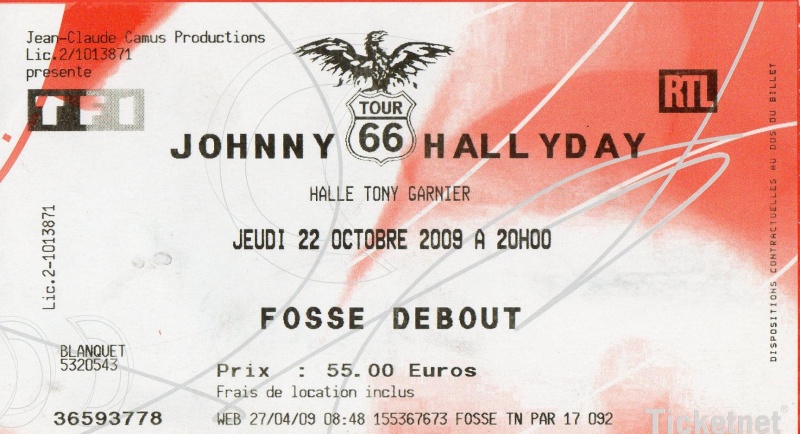 Jean-Claude Camus Productions
Lic.2/1013871
presente
TF1
RTL
TOUR
66
JOHNNY HALLYDAY
HALLE TONY GARNIER
JEUDI 22 OCTOBRE 2009 A 20H00
FOSSE DEBOUT
Lic.2-1013871
BLANQUET
5320543
Prix : 55.00 Euros
Frais de location inclus
36593778
WEB 27/04/09 08:48 155367673 FOSSE TN PAR 17 092
Ticketnet®
DISPOSITIONS CONTRACTUELLES AU DOS DU BILLET